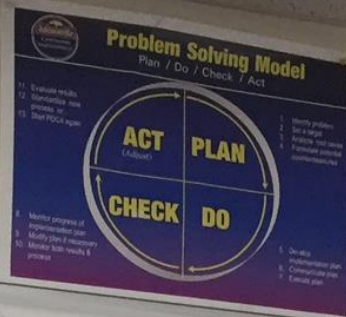 Problem Solving Model
Plan / Do / Check / Act
11. Evaluate results
12. Standardize new
process or
13. Start PDCA again
1. Identify problem
2. Set a target
3. Analyze root causes
4. Formulate potential
countermeasures
ACT
(Adjust)
PLAN
CHECK
DO
8. Monitor progress of
implementation plan
9. Modify plan if necessary
10. Monitor both results &
process
5. Develop
implementation plan
6. Communicate plan
7. Execute plan